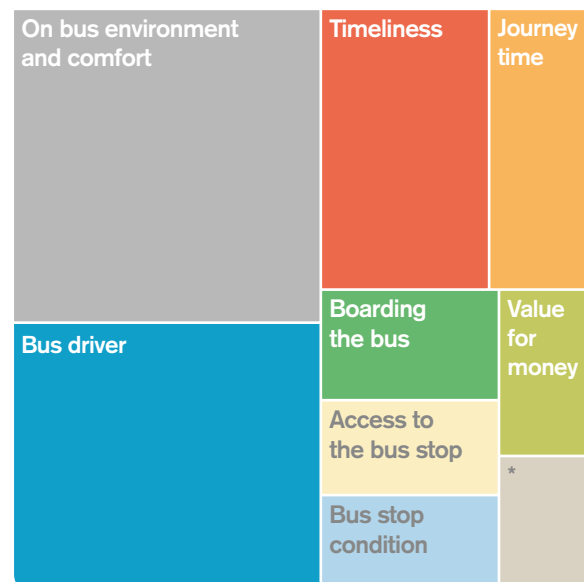 On bus environment
and comfort
Timeliness
Journey
time
Bus driver
Boarding
the bus
Value
for
money
Access to
the bus stop
*
Bus stop
condition